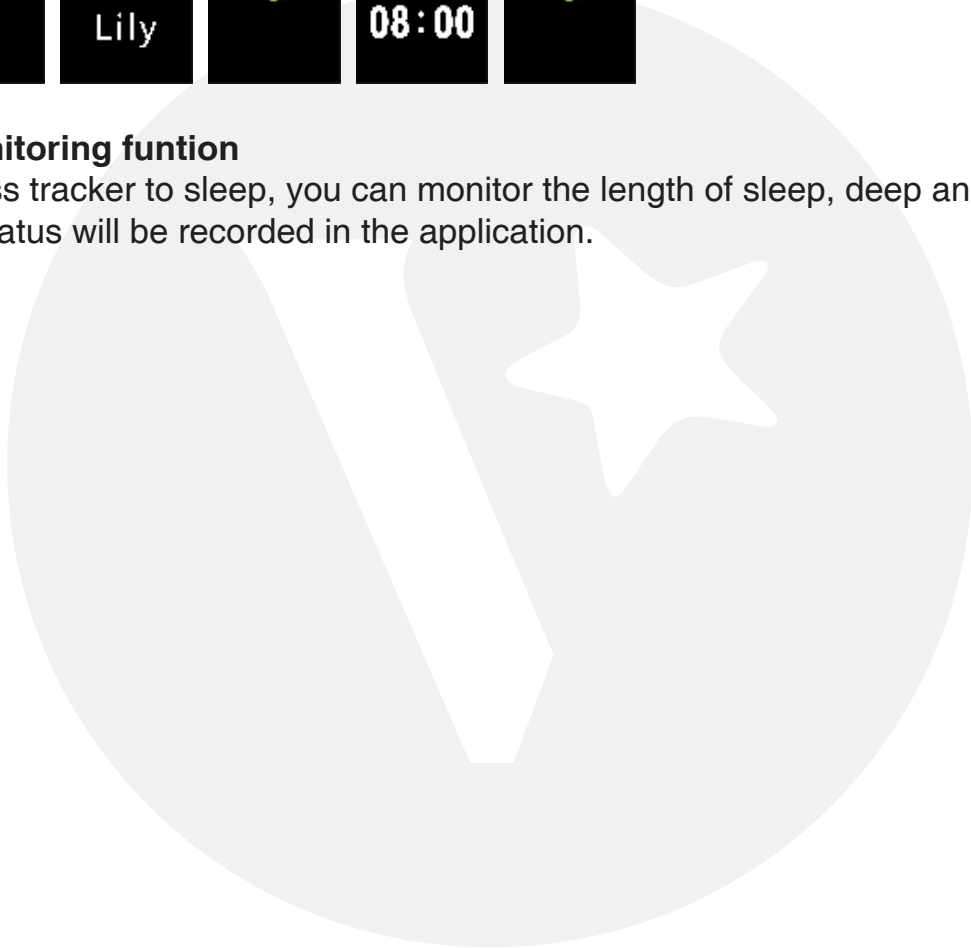 Lily 08:00
nitoring funtion
ss tracker to sleep, you can monitor the length of sleep, deep an
atus will be recorded in the application.